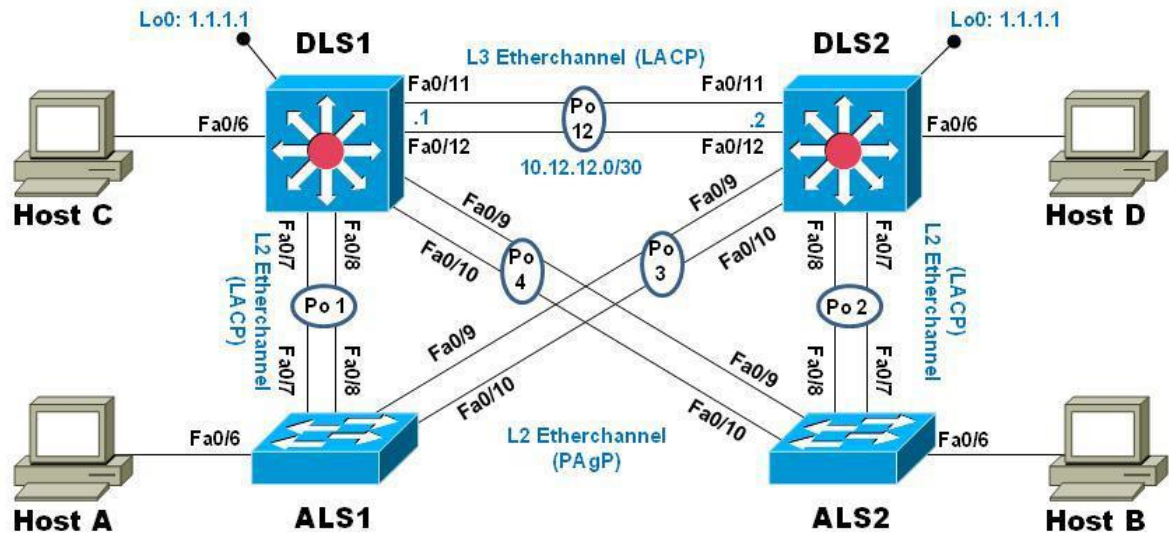 Lo0: 1.1.1.1
Lo0: 1.1.1.1
DLS1
DLS2
L3 Etherchannel (LACP)
Fa0/11
Fa0/11
Fa0/6
.1
Po
12
.2
Fa0/6
Fa0/12
Fa0/12
10.12.12.0/30
Host C
Host D
Fa0/9
Fa0/9
Fa0/7
Fa0/8
Fa0/10
Fa0/10
Fa0/8
Fa0/7
L2 Etherchannel
(LACP)
Po
4
Po
3
(LACP)
L2 Etherchannel
Po 1
Po 2
Fa0/7
Fa0/8
Fa0/9
Fa0/10
Fa0/9
Fa0/10
Fa0/8
Fa0/7
Fa0/6
L2 Etherchannel
(PAgP)
Fa0/6
Host A
ALS1
ALS2
Host B